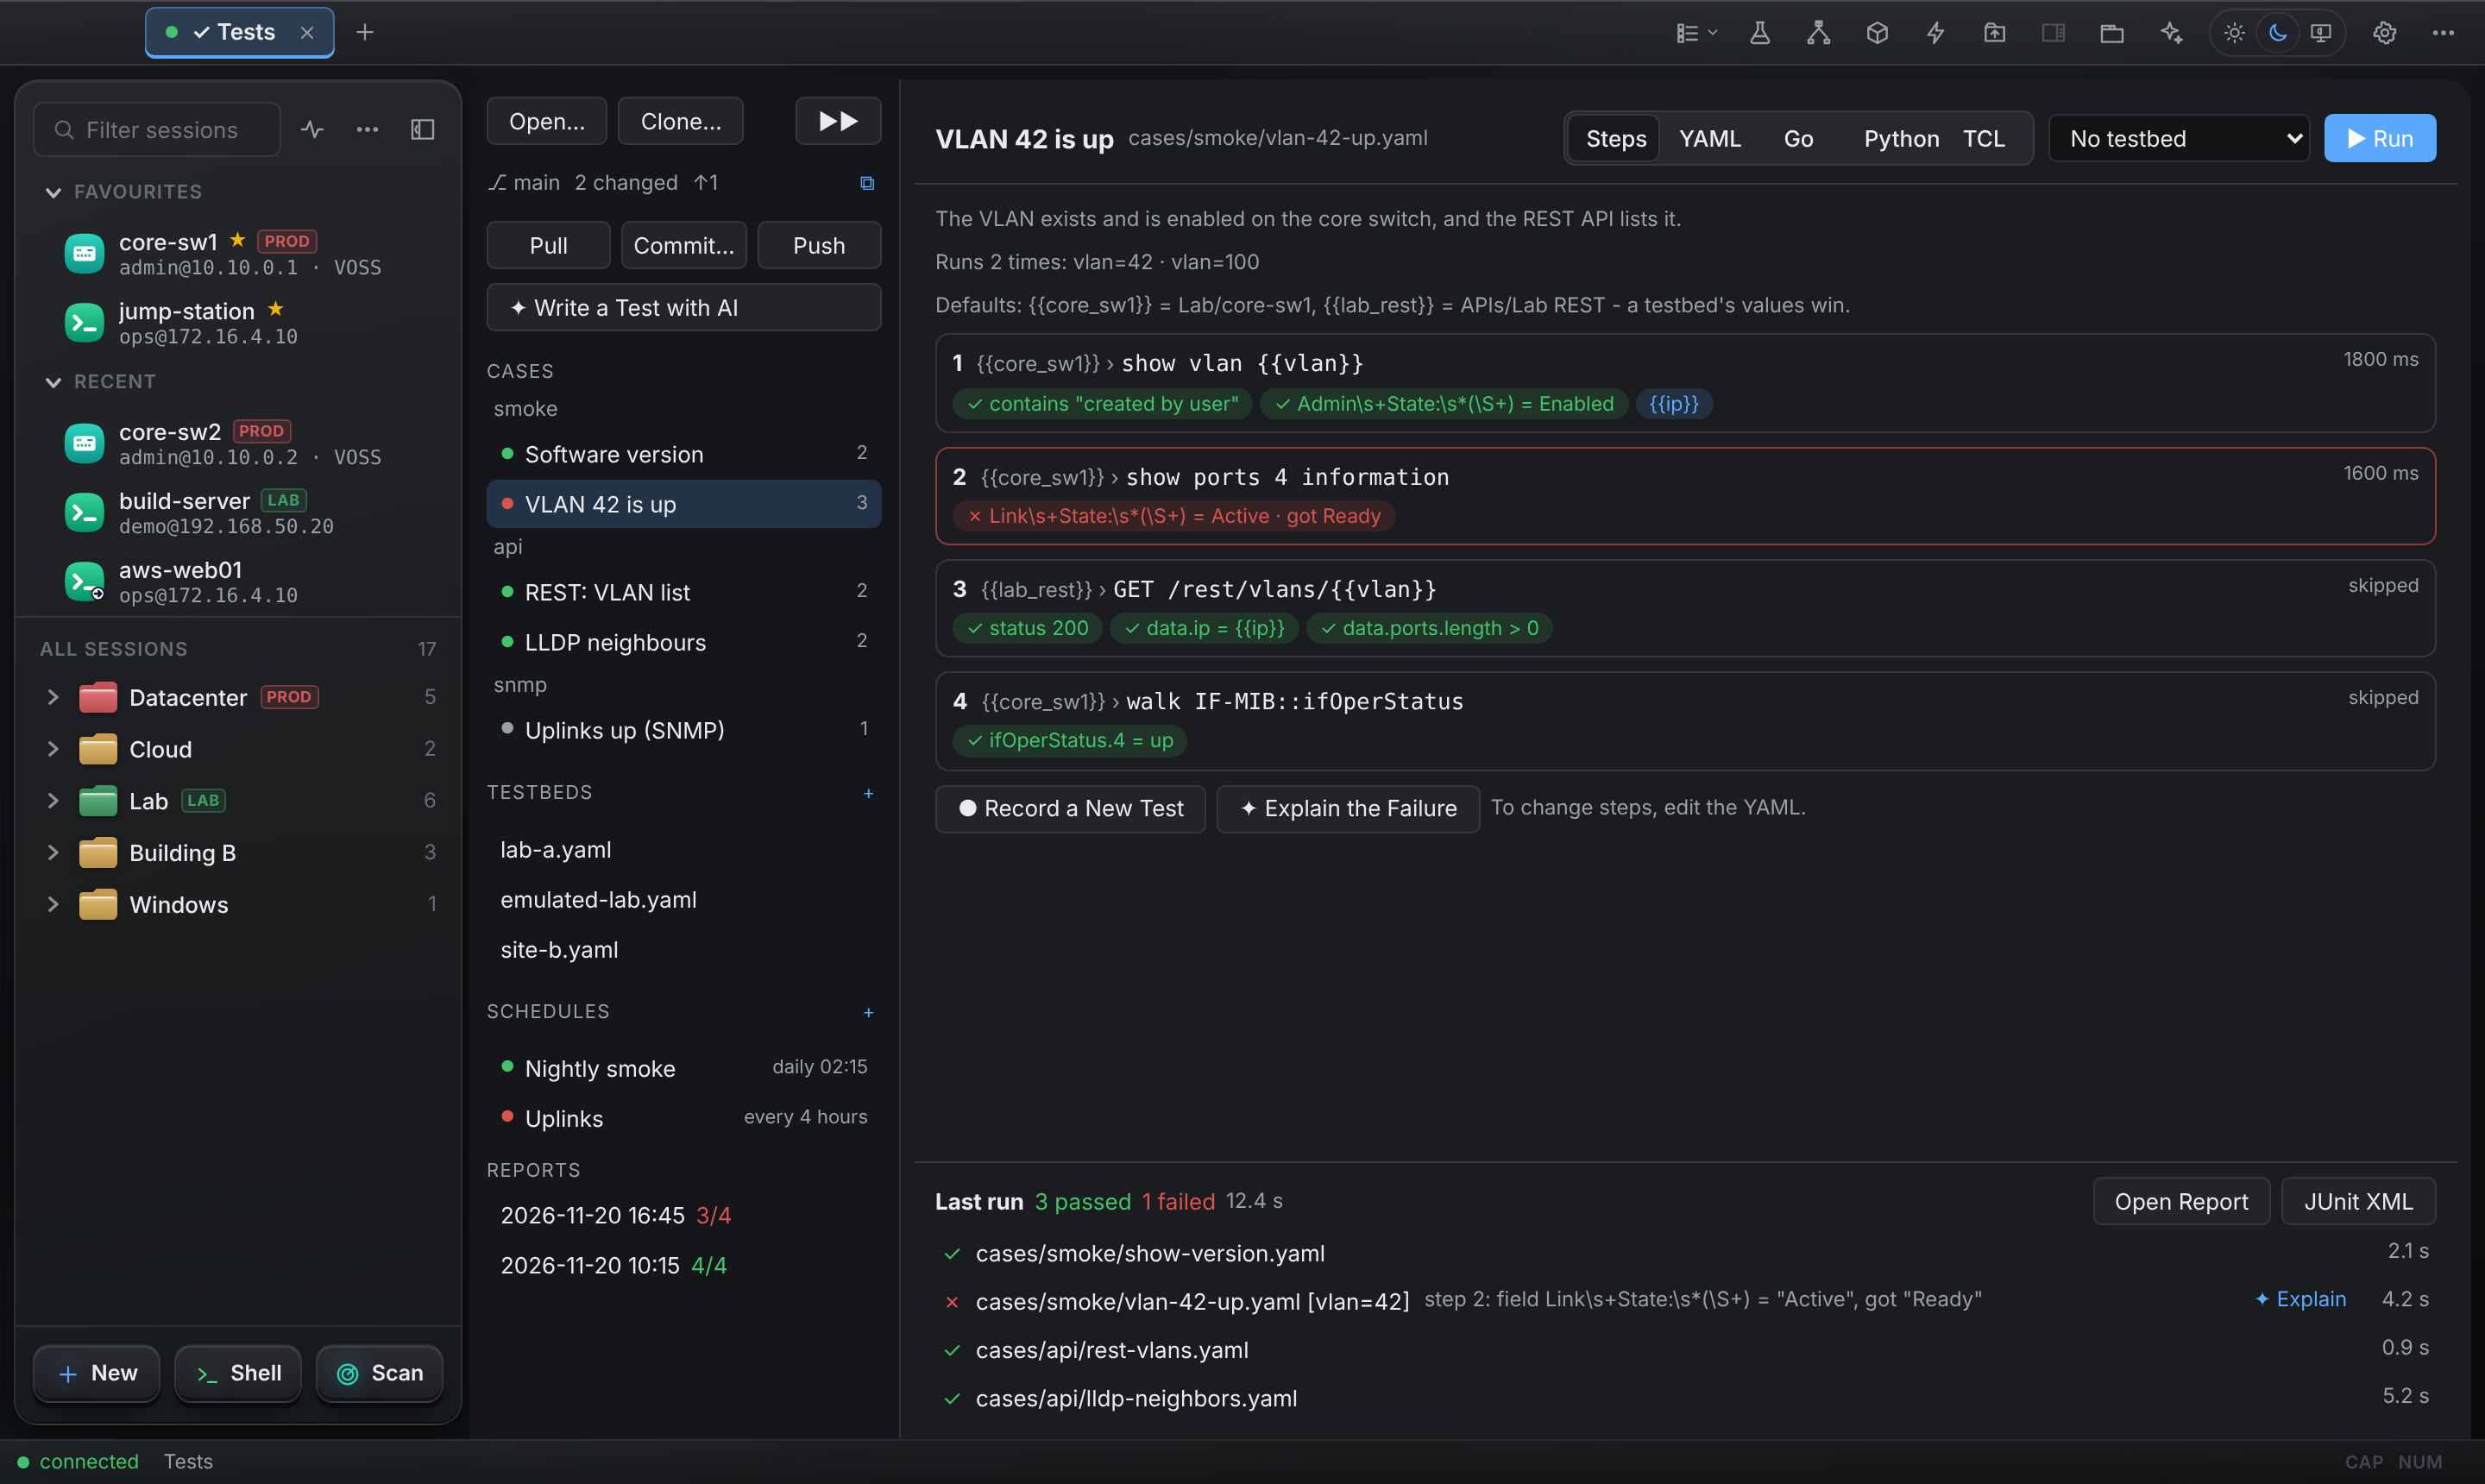 ✓ Tests
Filter sessions
FAVOURITES
core-sw1 ★ PROD
admin@10.10.0.1 · VOSS
jump-station ★
ops@172.16.4.10
RECENT
core-sw2 PROD
admin@10.10.0.2 · VOSS
build-server LAB
demo@192.168.50.20
aws-web01
ops@172.16.4.10
ALL SESSIONS 17
Datacenter PROD 5
Cloud 2
Lab LAB 6
Building B 3
Windows 1
+ New
>_ Shell
Scan
Open...
Clone...
main 2 changed ↑1
Pull
Commit...
Push
✦ Write a Test with AI
CASES
smoke
Software version 2
VLAN 42 is up 3
api
REST: VLAN list 2
LLDP neighbours 2
snmp
Uplinks up (SNMP) 1
TESTBEDS +
lab-a.yaml
emulated-lab.yaml
site-b.yaml
SCHEDULES +
Nightly smoke daily 02:15
Uplinks every 4 hours
REPORTS
2026-11-20 16:45 3/4
2026-11-20 10:15 4/4
VLAN 42 is up cases/smoke/vlan-42-up.yaml
Steps YAML Go Python TCL
No testbed
▶ Run
The VLAN exists and is enabled on the core switch, and the REST API lists it.
Runs 2 times: vlan=42 · vlan=100
Defaults: {{core_sw1}} = Lab/core-sw1, {{lab_rest}} = APIs/Lab REST - a testbed's values win.
1 {{core_sw1}} › show vlan {{vlan}} 1800 ms
✓ contains "created by user" ✓ Admin\s+State:\s*(\S+) = Enabled {{ip}}
2 {{core_sw1}} › show ports 4 information 1600 ms
× Link\s+State:\s*(\S+) = Active · got Ready
3 {{lab_rest}} › GET /rest/vlans/{{vlan}} skipped
✓ status 200 ✓ data.ip = {{ip}} ✓ data.ports.length > 0
4 {{core_sw1}} › walk IF-MIB::ifOperStatus skipped
✓ ifOperStatus.4 = up
● Record a New Test
✦ Explain the Failure
To change steps, edit the YAML.
Last run 3 passed 1 failed 12.4 s
Open Report
JUnit XML
✓ cases/smoke/show-version.yaml 2.1 s
× cases/smoke/vlan-42-up.yaml [vlan=42] step 2: field Link\s+State:\s*(\S+) = "Active", got "Ready" ✦ Explain 4.2 s
✓ cases/api/rest-vlans.yaml 0.9 s
✓ cases/api/lldp-neighbors.yaml 5.2 s
connected Tests
CAP NUM